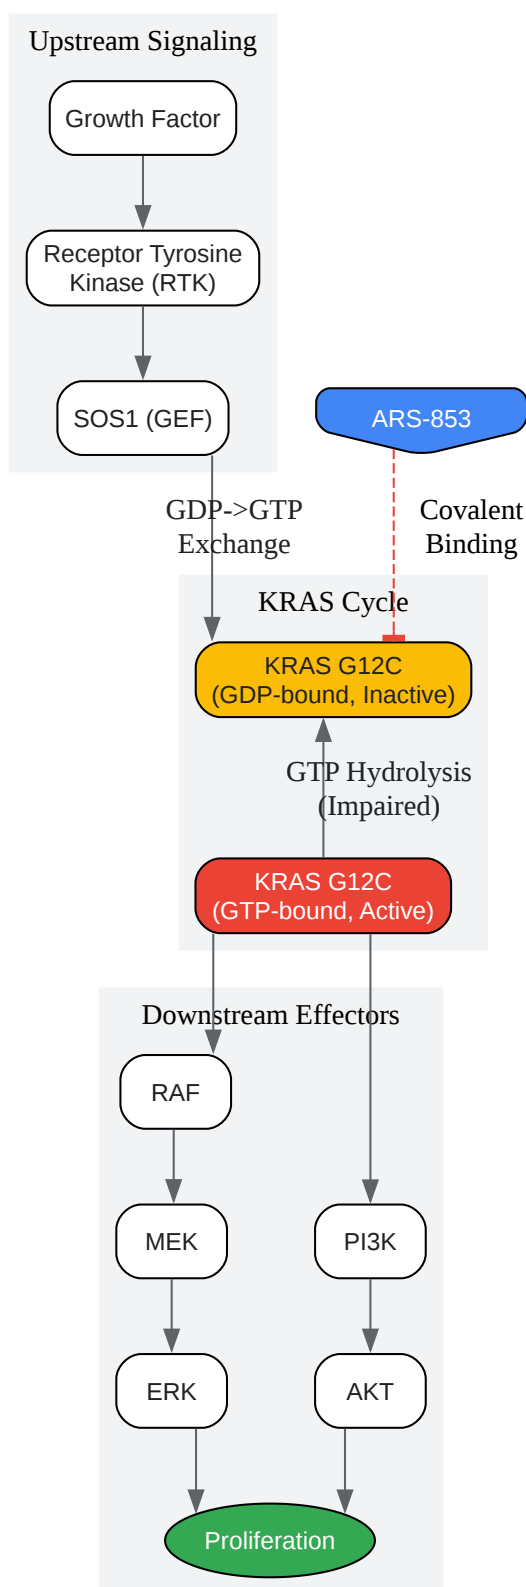 Upstream Signaling
Growth Factor
Receptor Tyrosine
Kinase (RTK)
SOS1 (GEF)
ARS-853
GDP->GTP
Exchange
Covalent
Binding
KRAS Cycle
KRAS G12C
(GDP-bound, Inactive)
GTP Hydrolysis
(Impaired)
KRAS G12C
(GTP-bound, Active)
Downstream Effectors
RAF
MEK
PI3K
ERK
AKT
Proliferation